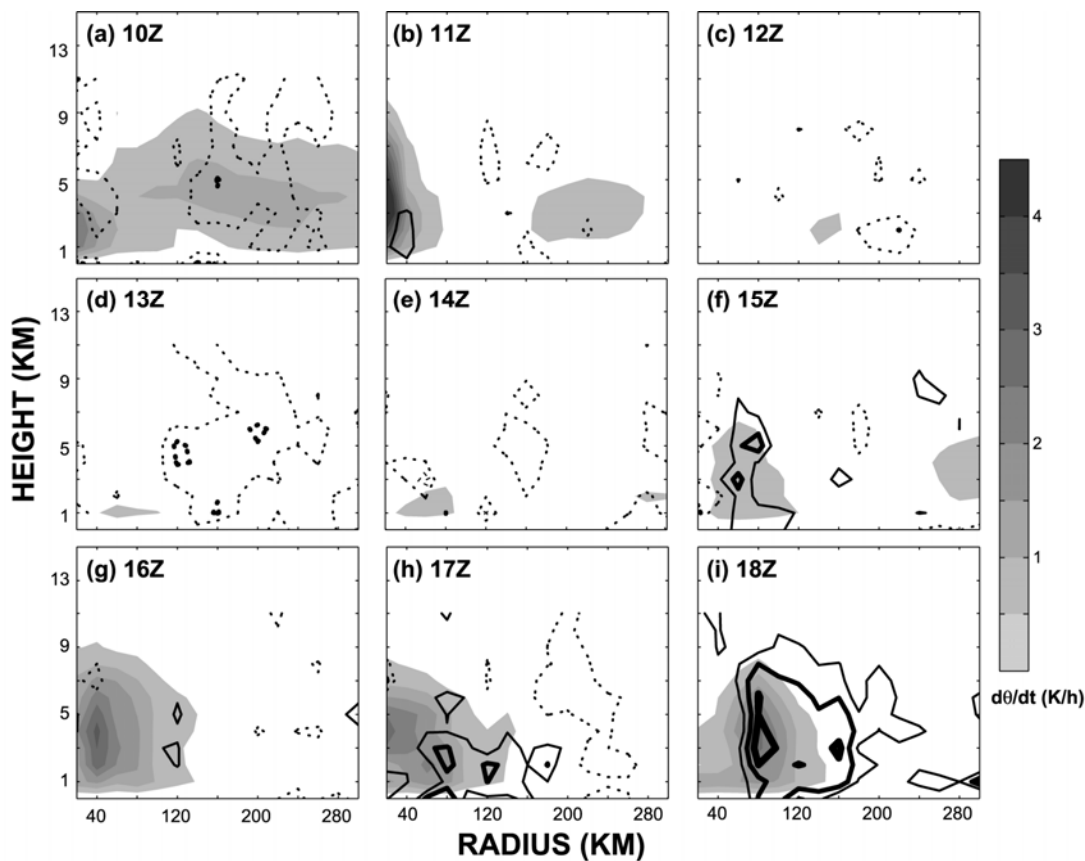 (a) 10Z
(b) 11Z
(c) 12Z
13
9
5
1
(d) 13Z
(e) 14Z
(f) 15Z
13
9
5
1
(g) 16Z
(h) 17Z
(i) 18Z
13
9
5
1
40 120 200 280
40 120 200 280
40 120 200 280
HEIGHT (KM)
RADIUS (KM)
4
3
2
1
dθ/dt (K/h)